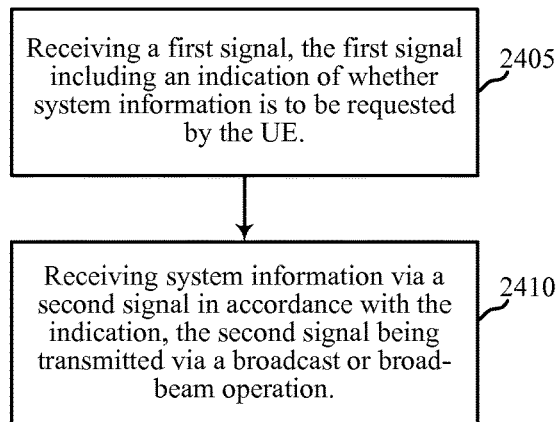 Receiving a first signal, the first signal
including an indication of whether
system information is to be requested
by the UE.
2405
Receiving system information via a
second signal in accordance with the
indication, the second signal being
transmitted via a broadcast or broad-
beam operation.
2410